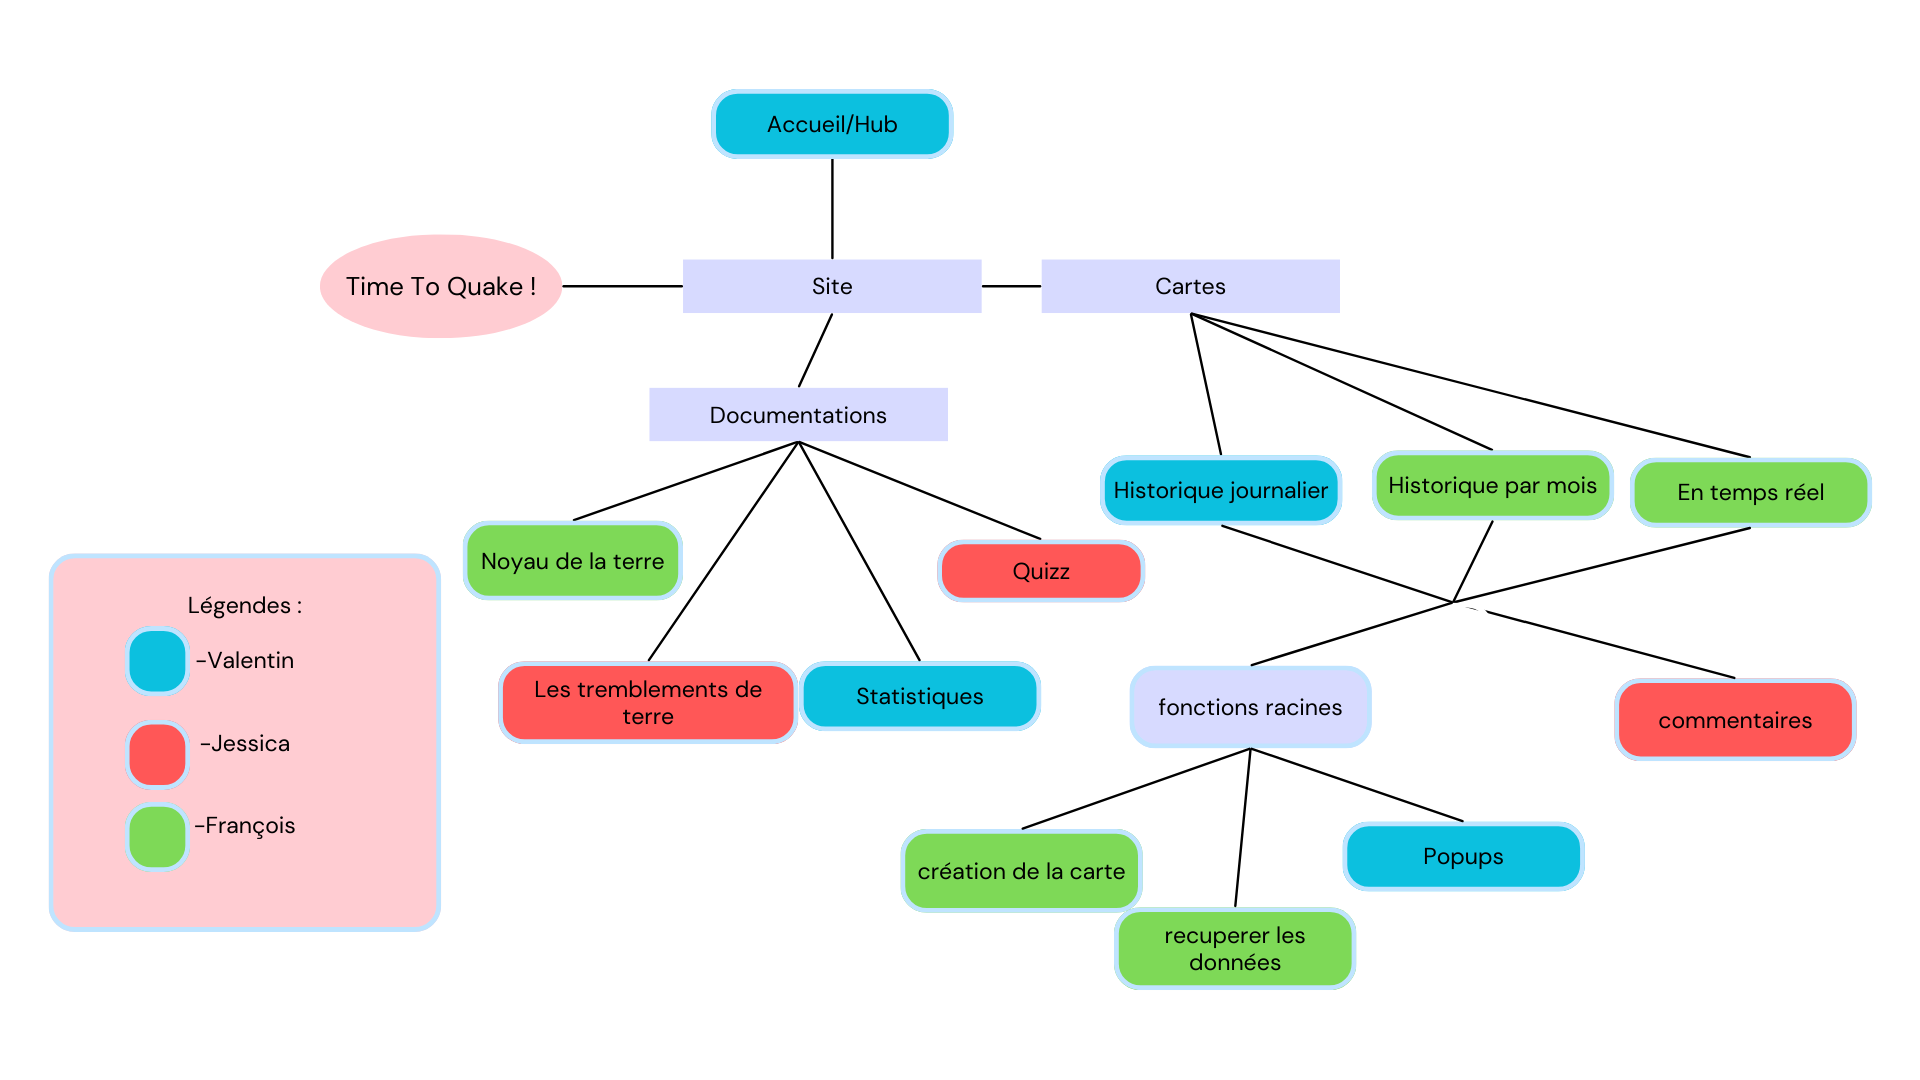 Accueil/Hub
Time To Quake !
Site
Cartes
Documentations
Historique journalier
Historique par mois
En temps réel
Noyau de la terre
Quizz
Légendes :
-Valentin
-Jessica
-François
Les tremblements de
terre
Statistiques
fonctions racines
commentaires
création de la carte
Popups
recuperer les
données